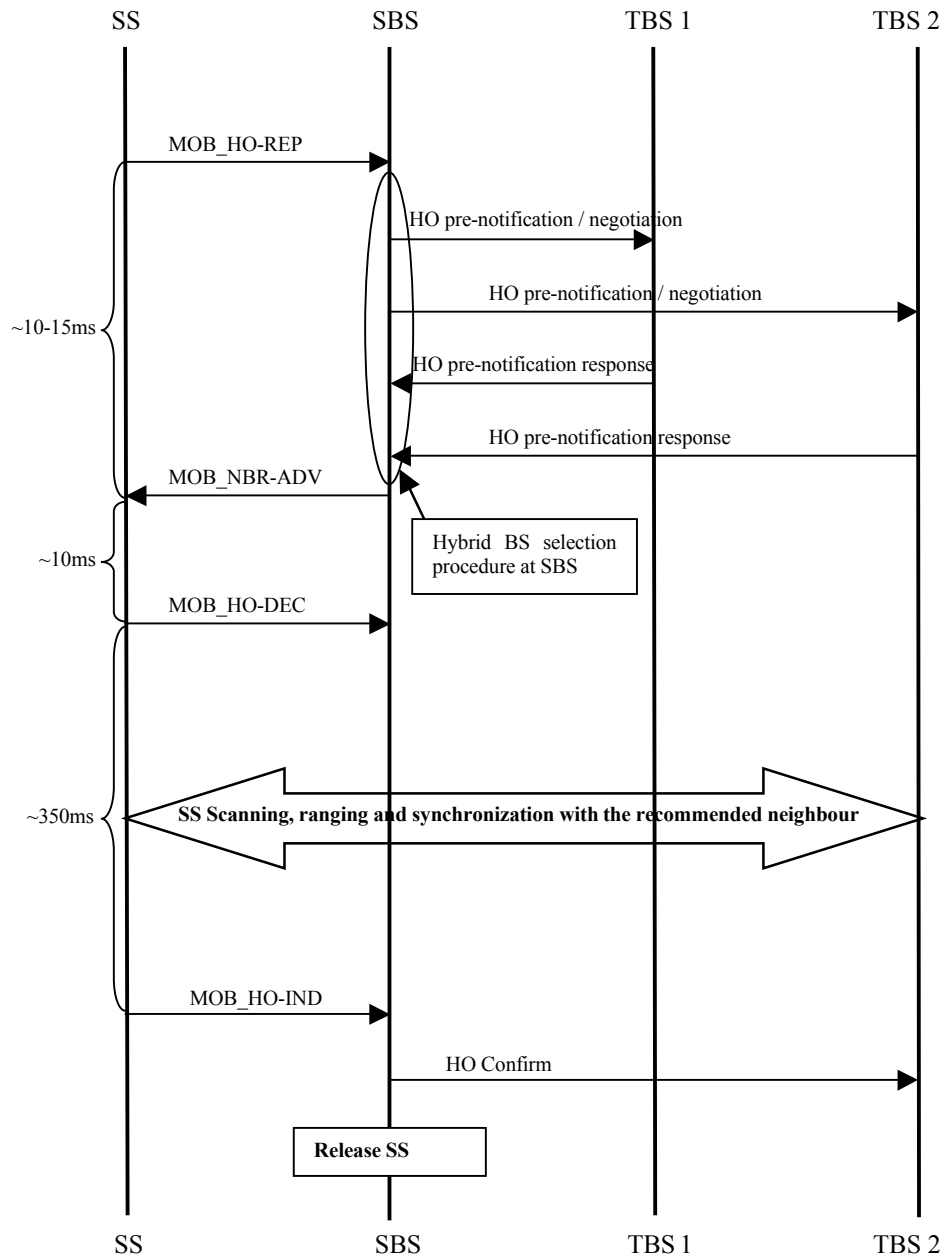 SS SBS TBS 1 TBS 2
MOB_HO-REP
HO pre-notification / negotiation
HO pre-notification / negotiation
~10-15ms
HO pre-notification response
HO pre-notification response
MOB_NBR-ADV
Hybrid BS selection
procedure at SBS
~10ms
MOB_HO-DEC
~350ms
SS Scanning, ranging and synchronization with the recommended neighbour
MOB_HO-IND
HO Confirm
Release SS
SS SBS TBS 1 TBS 2